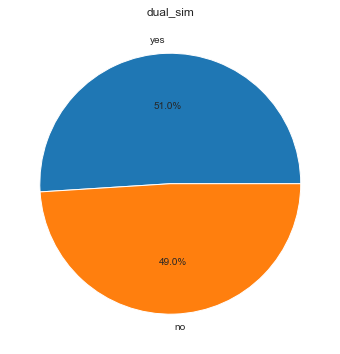 dual_sim
yes
51.0%
49.0%
no